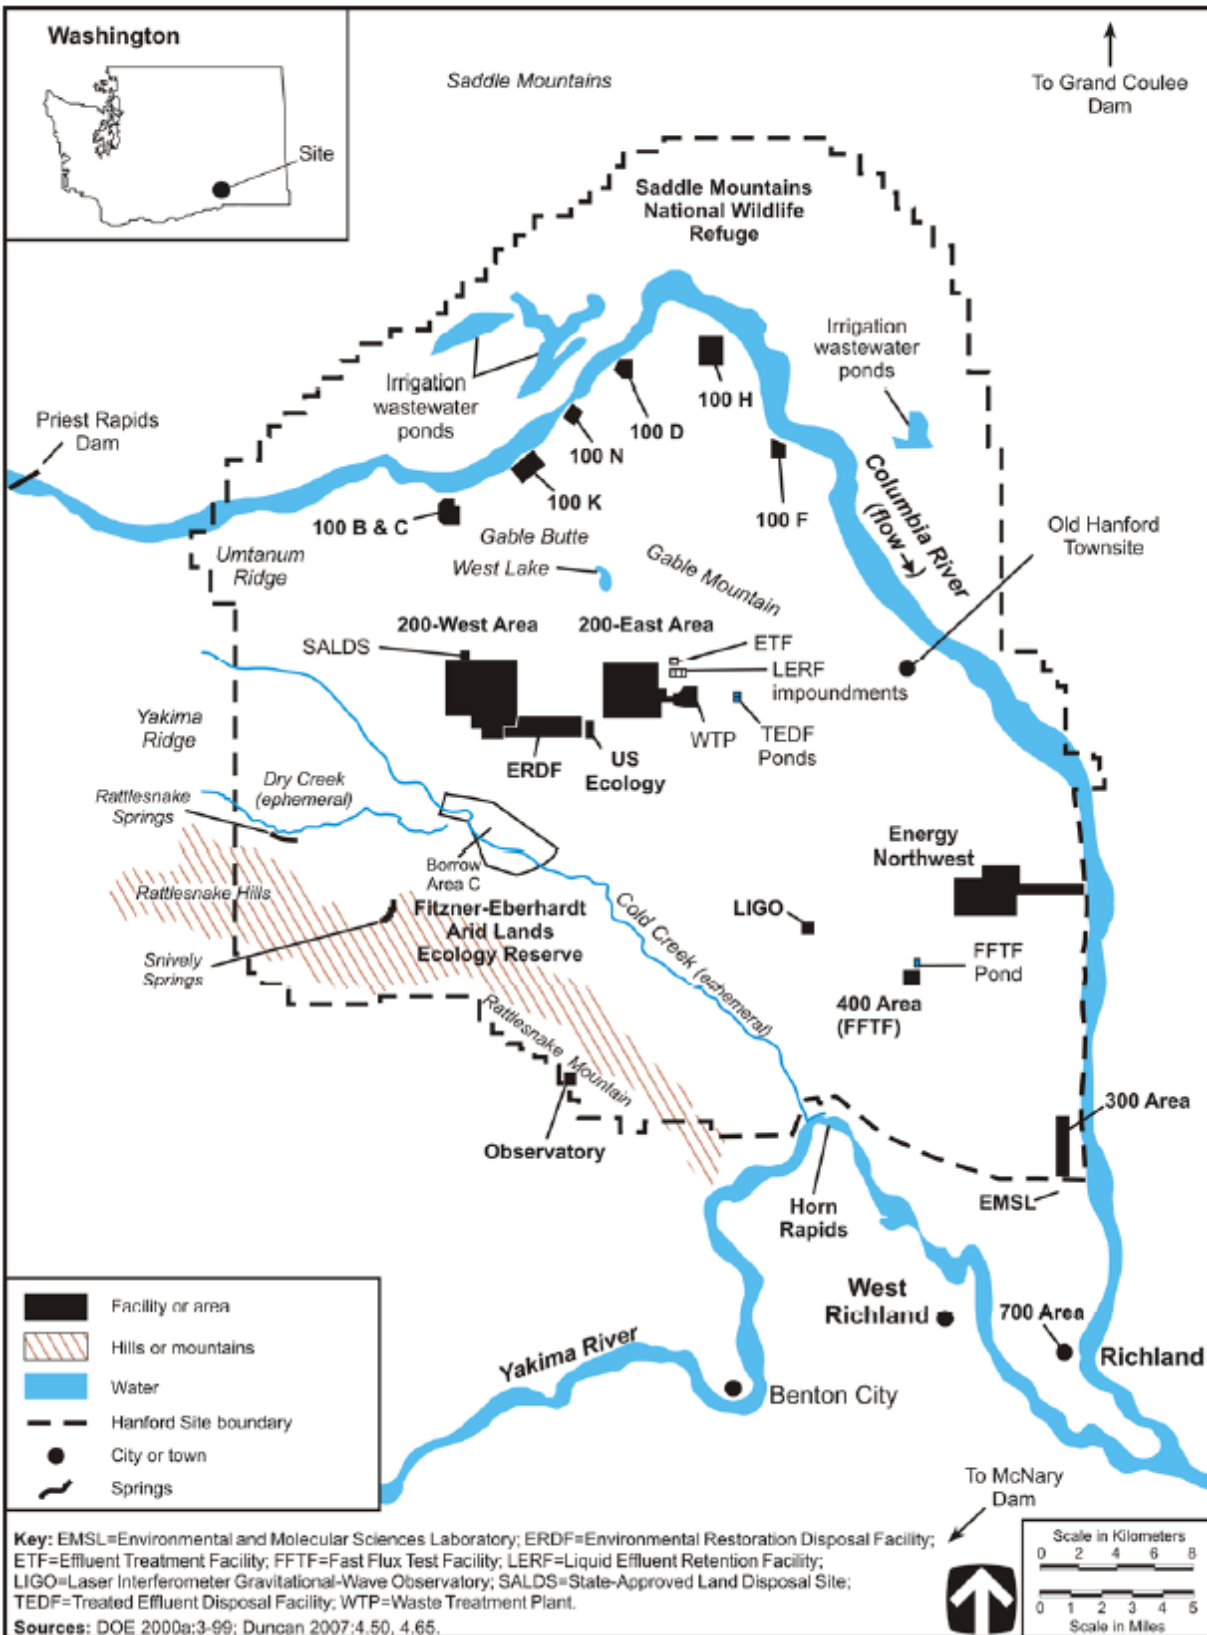 Washington
Site
Saddle Mountains
To Grand Coulee
Dam
Saddle Mountains
National Wildlife
Refuge
Irrigation
wastewater
ponds
Irrigation
wastewater
ponds
Priest Rapids
Dam
100 H
100 D
100 N
100 K
100 B & C
100 F
Columbia River
(flow →)
Old Hanford
Townsite
Umtanum
Ridge
Gable Butte
West Lake
Gable Mountain
200-West Area
200-East Area
SALDS
ETF
LERF
impoundments
WTP
TEDF
Ponds
ERDF
US
Ecology
Yakima
Ridge
Dry Creek
(ephemeral)
Rattlesnake
Springs
Borrow
Area C
Rattlesnake Hills
Snively
Springs
Fitzner-Eberhardt
Arid Lands
Ecology Reserve
Cold Creek (ephemeral)
Energy
Northwest
LIGO
FFTF
Pond
400 Area
(FFTF)
Rattlesnake Mountain
Observatory
300 Area
EMSL
Horn
Rapids
West
Richland
700 Area
Richland
Yakima River
Benton City
Facility or area
Hills or mountains
Water
Hanford Site boundary
City or town
Springs
To McNary
Dam
Key: EMSL=Environmental and Molecular Sciences Laboratory; ERDF=Environmental Restoration Disposal Facility;
ETF=Effluent Treatment Facility; FFTF=Fast Flux Test Facility; LERF=Liquid Effluent Retention Facility;
LIGO=Laser Interferometer Gravitational-Wave Observatory; SALDS=State-Approved Land Disposal Site;
TEDF=Treated Effluent Disposal Facility; WTP=Waste Treatment Plant.
Sources: DOE 2000a:3-99; Duncan 2007:4.50, 4.65.
Scale in Kilometers
0 2 4 6 8
0 1 2 3 4 5
Scale in Miles